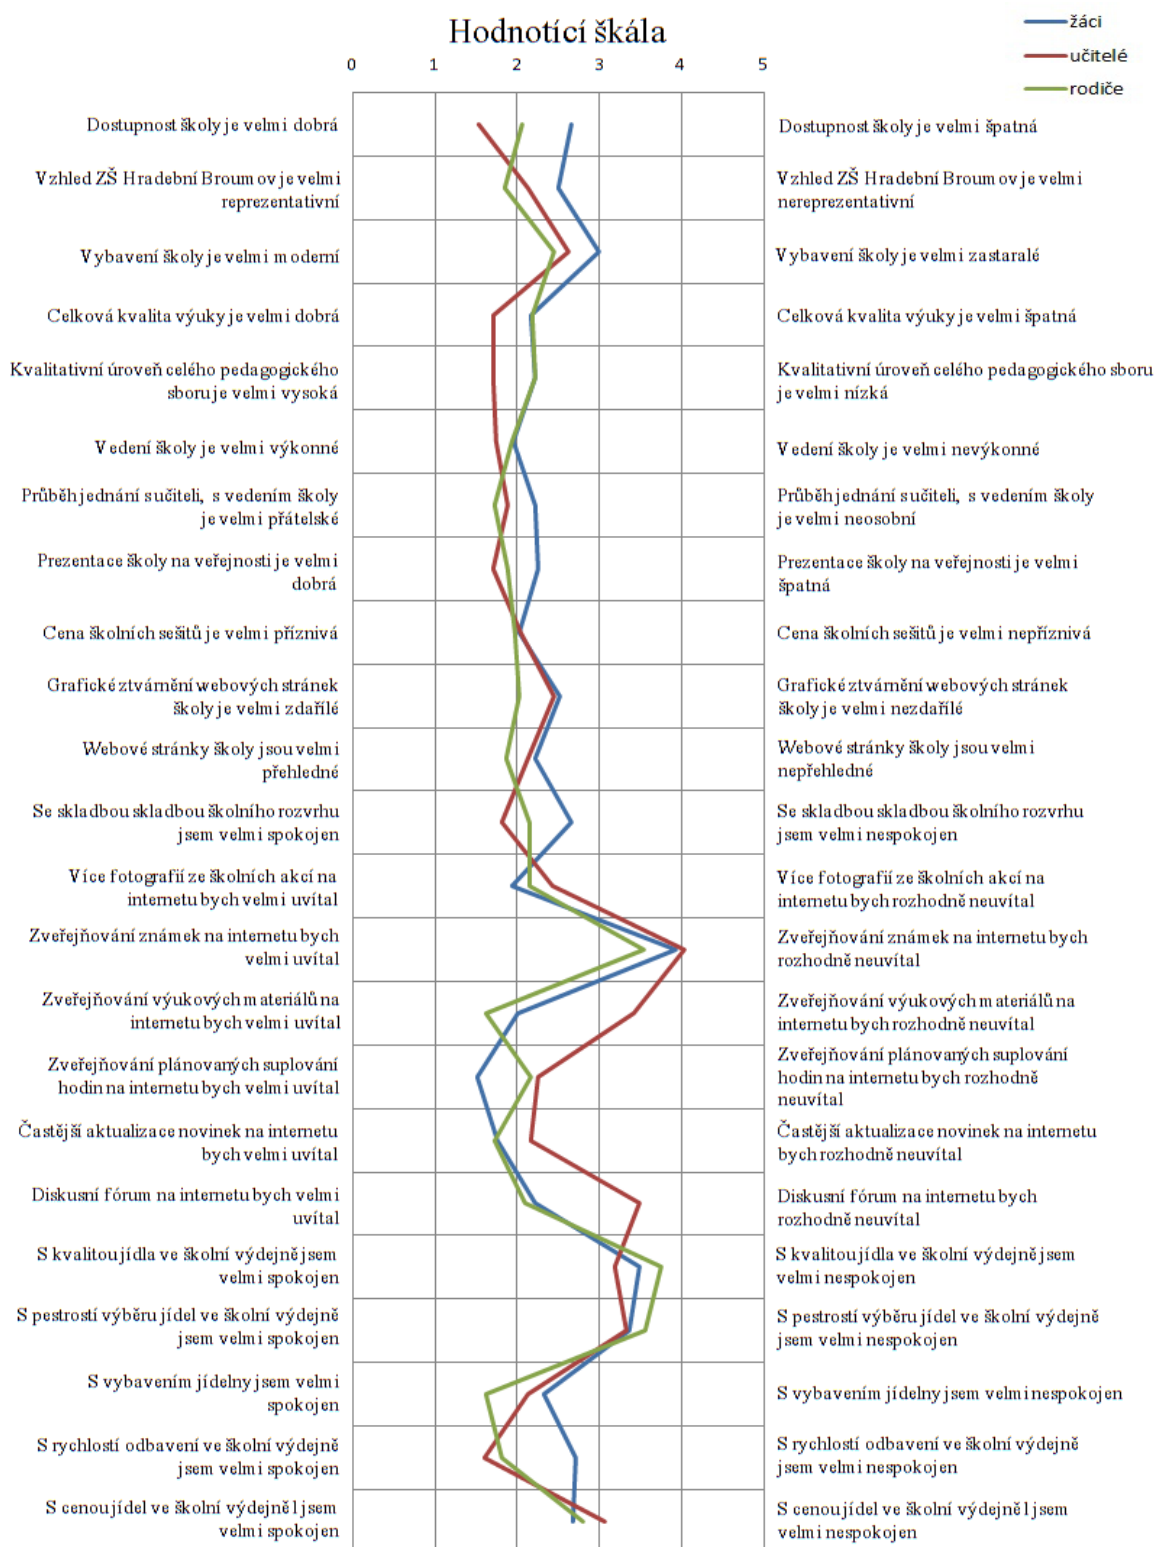 Hodnotící škála
žáci
učitelé
rodiče
0 1 2 3 4 5
Dostupnost školy je velmi dobrá
Dostupnost školy je velmi špatná
Vzhled ZŠ Hradební Broumov je velmi
reprezentativní
Vzhled ZŠ Hradební Broumov je velmi
nereprezentativní
Vybavení školy je velmi moderní
Vybavení školy je velmi zastaralé
Celková kvalita výuky je velmi dobrá
Celková kvalita výuky je velmi špatná
Kvalitativní úroveň celého pedagogického
sboru je velmi vysoká
Kvalitativní úroveň celého pedagogického sboru
je velmi nízká
Vedení školy je velmi výkonné
Vedení školy je velmi nevýkonné
Průběh jednání s učiteli, s vedením školy
je velmi přátelské
Průběh jednání s učiteli, s vedením školy
je velmi neosobní
Prezentace školy na veřejnosti je velmi
dobrá
Prezentace školy na veřejnosti je velmi
špatná
Cena školních sešitů je velmi příznivá
Cena školních sešitů je velmi nepříznivá
Grafické ztvárnění webových stránek
školy je velmi zdařilé
Grafické ztvárnění webových stránek
školy je velmi nezdařilé
Webové stránky školy jsou velmi
přehledné
Webové stránky školy jsou velmi
nepřehledné
Se skladbou skladbou školního rozvrhu
jsem velmi spokojen
Se skladbou skladbou školního rozvrhu
jsem velmi nespokojen
Více fotografií ze školních akcí na
internetu bych velmi uvítal
Více fotografií ze školních akcí na
internetu bych rozhodně neuvítal
Zveřejňování známek na internetu bych
velmi uvítal
Zveřejňování známek na internetu bych
rozhodně neuvítal
Zveřejňování výukových materiálů na
internetu bych velmi uvítal
Zveřejňování výukových materiálů na
internetu bych rozhodně neuvítal
Zveřejňování plánovaných suplování
hodin na internetu bych velmi uvítal
Zveřejňování plánovaných suplování
hodin na internetu bych rozhodně
neuvítal
Častější aktualizace novinek na internetu
bych velmi uvítal
Častější aktualizace novinek na internetu
bych rozhodně neuvítal
Diskusní fórum na internetu bych velmi
uvítal
Diskusní fórum na internetu bych
rozhodně neuvítal
S kvalitou jídla ve školní výdejně jsem
velmi spokojen
S kvalitou jídla ve školní výdejně jsem
velmi nespokojen
S pestrostí výběru jídel ve školní výdejně
jsem velmi spokojen
S pestrostí výběru jídel ve školní výdejně
jsem velmi nespokojen
S vybavením jídelny jsem velmi
spokojen
S vybavením jídelny jsem velmi nespokojen
S rychlostí odbavení ve školní výdejně
jsem velmi spokojen
S rychlostí odbavení ve školní výdejně
jsem velmi nespokojen
S cenou jídel ve školní výdejně l jsem
velmi spokojen
S cenou jídel ve školní výdejně l jsem
velmi nespokojen